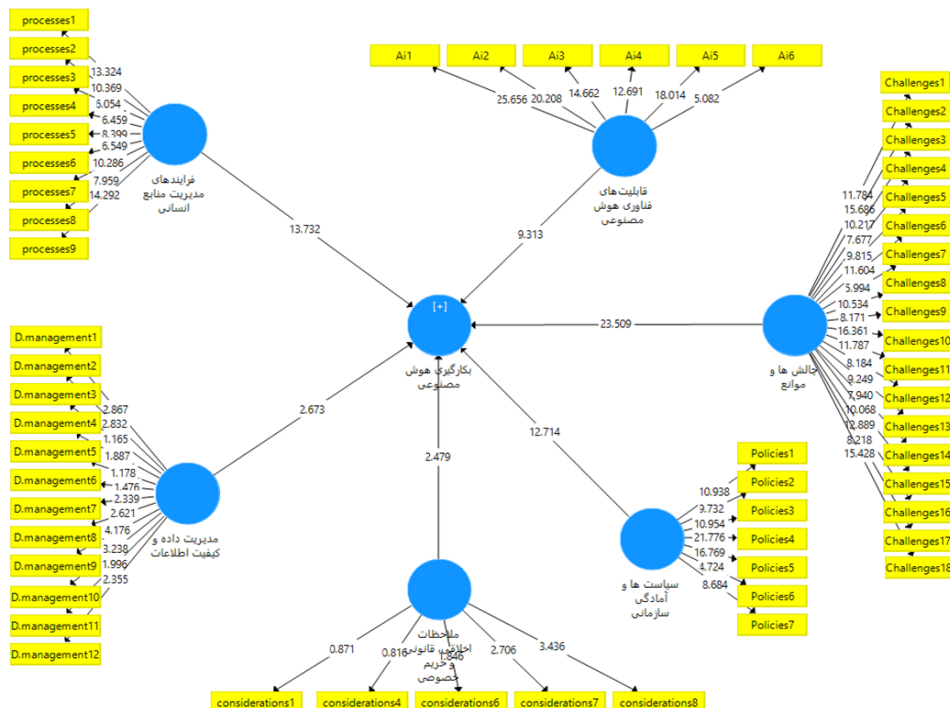 processes1
processes2
processes3
processes4
processes5
processes6
processes7
processes8
processes9
13.324
10.369
6.054
6.459
8.399
6.549
10.286
7.959
14.292
فرایندهای
مدیریت منابع
انسانی
13.732
Ai1
Ai2
Ai3
Ai4
Ai5
Ai6
25.656
20.208
14.662
12.691
18.014
5.082
قابلیت‌های
فناوری هوش
مصنوعی
9.313
Challenges1
Challenges2
Challenges3
Challenges4
Challenges5
Challenges6
Challenges7
Challenges8
Challenges9
Challenges10
Challenges11
Challenges12
Challenges13
Challenges14
Challenges15
Challenges16
Challenges17
Challenges18
11.784
15.686
10.217
7.677
9.815
11.604
5.994
10.534
8.171
16.361
11.787
8.184
9.249
7.940
10.068
12.889
8.218
15.428
چالش ها و
موانع
23.509
[+]
بکارگیری هوش
مصنوعی
D.management1
D.management2
D.management3
D.management4
D.management5
D.management6
D.management7
D.management8
D.management9
D.management10
D.management11
D.management12
2.867
2.832
1.165
1.887
1.178
1.476
2.339
2.621
4.176
3.238
1.996
2.355
مدیریت داده و
کیفیت اطلاعات
2.673
2.479
12.714
Policies1
Policies2
Policies3
Policies4
Policies5
Policies6
Policies7
10.938
9.732
10.954
21.776
16.769
4.724
8.684
سیاست ها و
آمادگی
سازمانی
ملاحظات
اخلاقی، قانونی
و حریم
خصوصی
0.871
0.816
1.846
2.706
3.436
considerations1
considerations4
considerations6
considerations7
considerations8